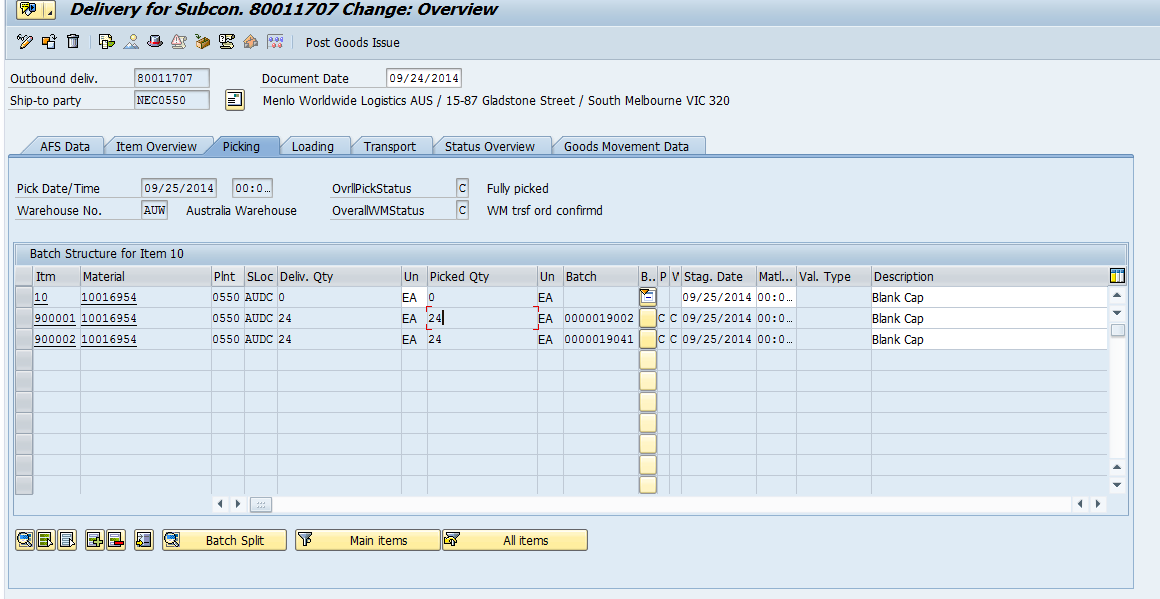 Delivery for Subcon. 80011707 Change: Overview
Post Goods Issue
Outbound deliv. 80011707 Document Date 09/24/2014
Ship-to party NEC0550 Menlo Worldwide Logistics AUS / 15-87 Gladstone Street / South Melbourne VIC 320
AFS Data Item Overview Picking Loading Transport Status Overview Goods Movement Data
Pick Date/Time 09/25/2014 00:0… OvrllPickStatus C Fully picked
Warehouse No. AUW Australia Warehouse OverallWMStatus C WM trsf ord confirmd
Batch Structure for Item 10
Itm Material Plnt SLoc Deliv. Qty Un Picked Qty Un Batch B.. P W Stag. Date Matl... Val. Type Description
10 10016954 0550 AUDC 0 EA 0 EA 09/25/2014 00:0… Blank Cap
900001 10016954 0550 AUDC 24 EA 24 EA 0000019002 C C 09/25/2014 00:0… Blank Cap
900002 10016954 0550 AUDC 24 EA 24 EA 0000019041 C C 09/25/2014 00:0… Blank Cap
Batch Split Main items All items